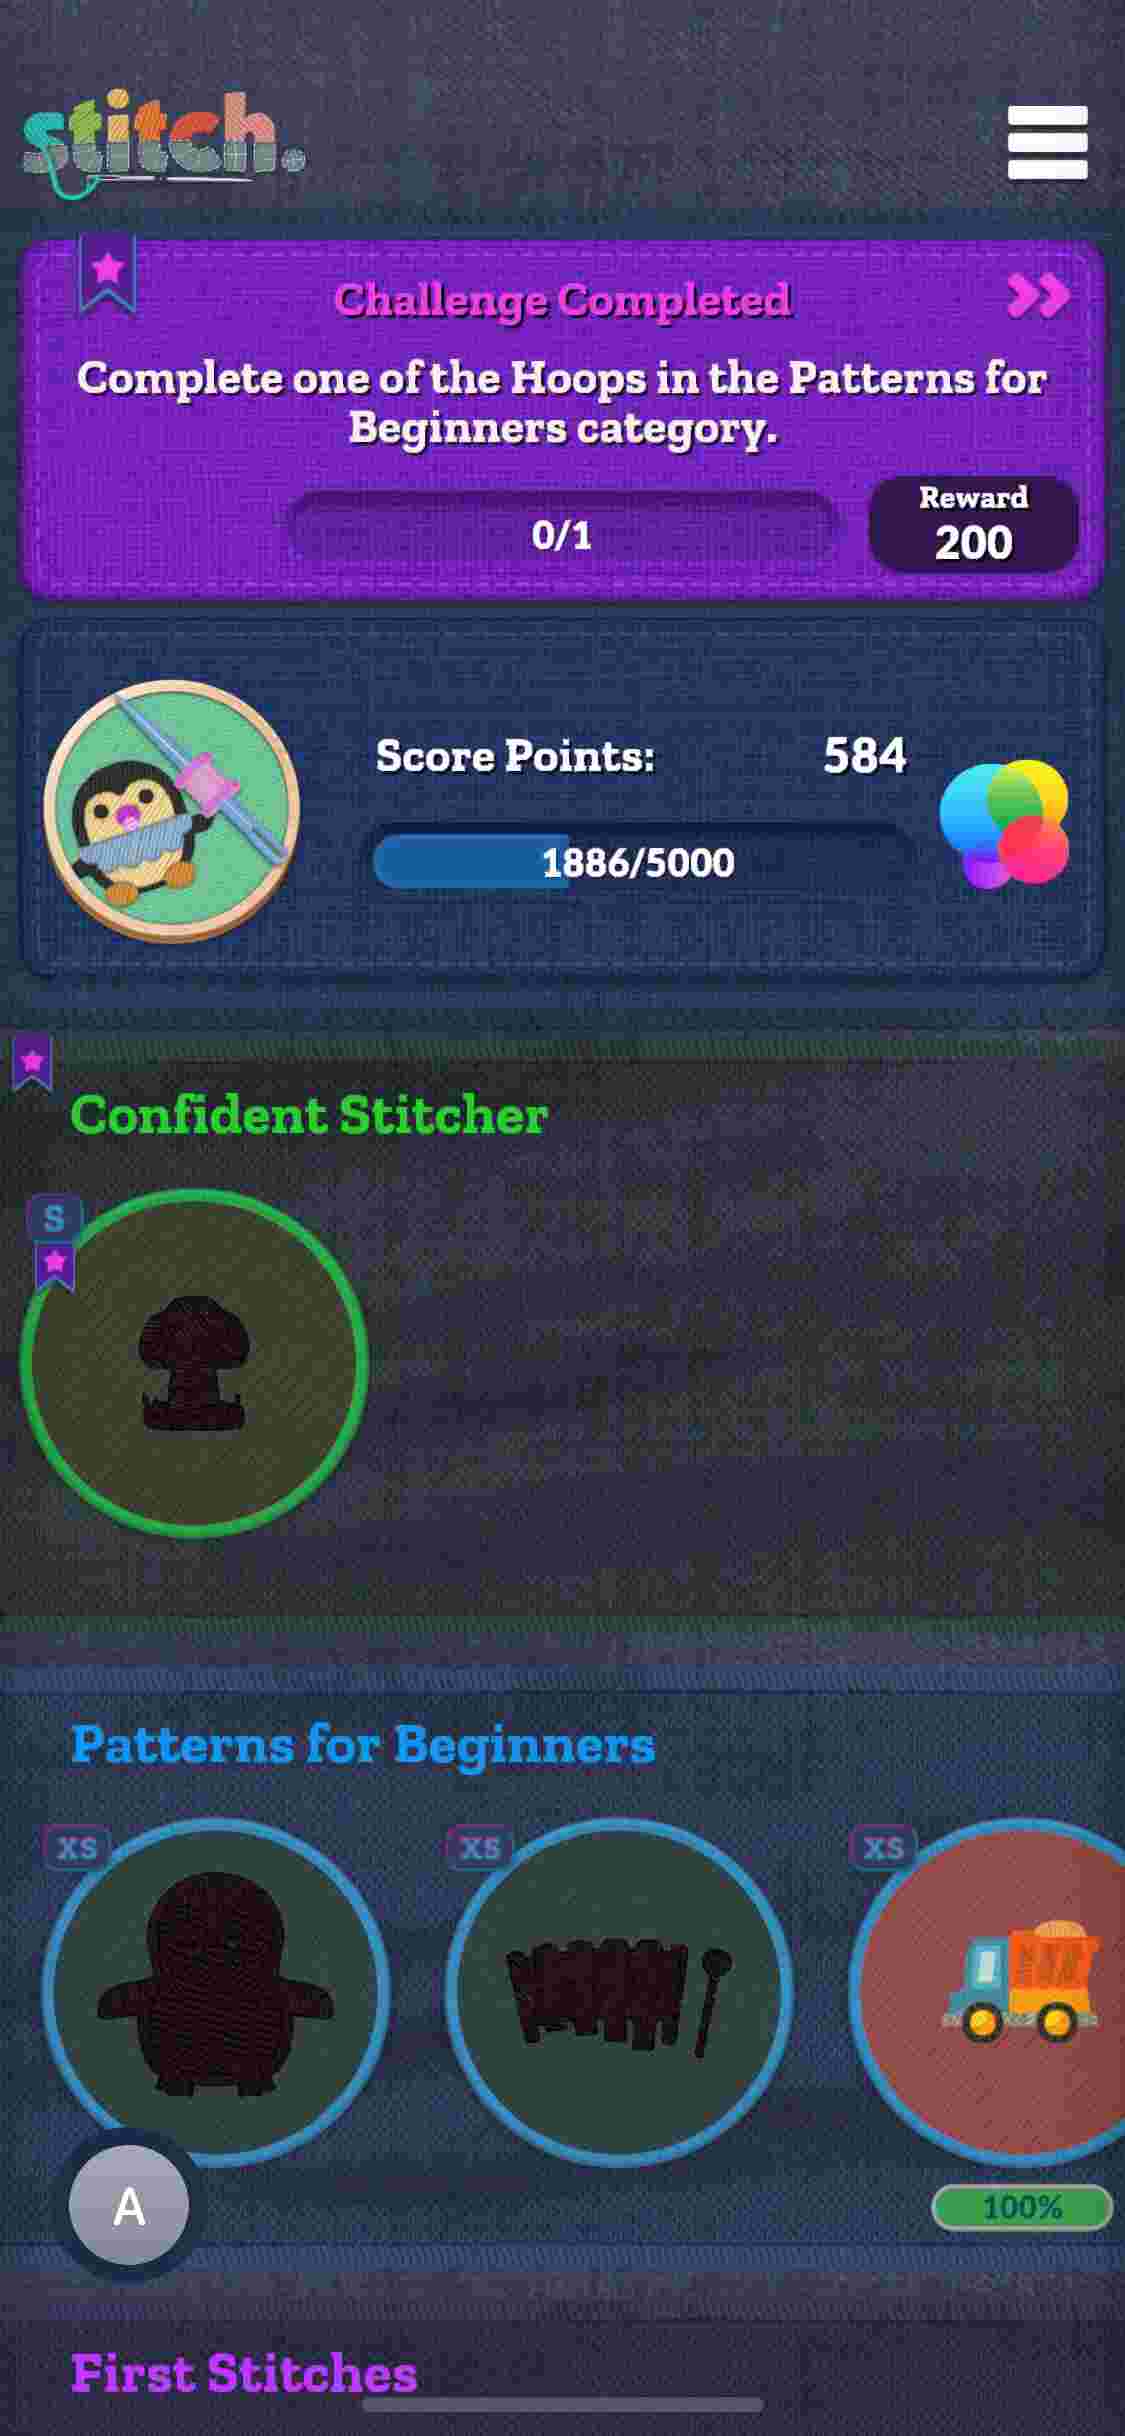 stitch.
Challenge Completed
Complete one of the Hoops in the Patterns for
Beginners category.
0/1
Reward
200
Score Points:
584
1886/5000
Confident Stitcher
S
Patterns for Beginners
XS
XS
XS
A
100%
First Stitches